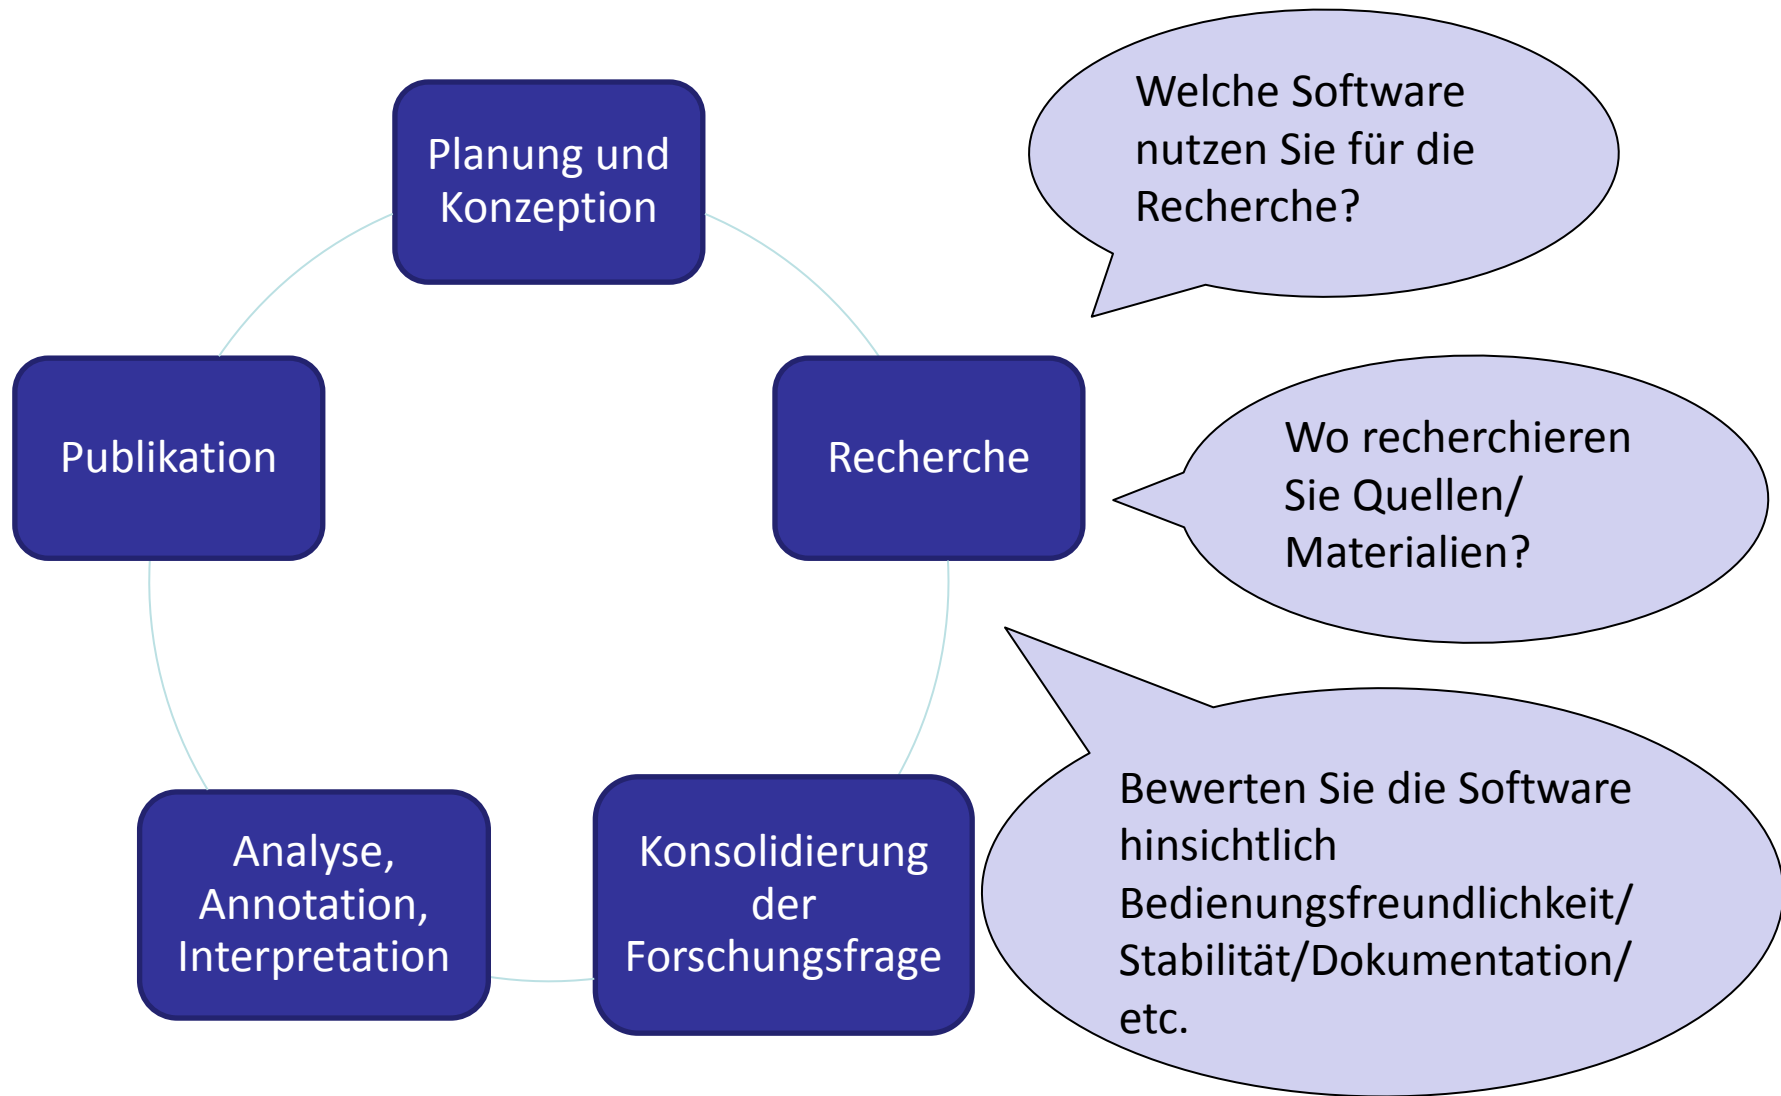 Planung und
Konzeption
Welche Software
nutzen Sie für die
Recherche?
Publikation
Recherche
Wo recherchieren
Sie Quellen/
Materialien?
Analyse,
Annotation,
Interpretation
Konsolidierung
der
Forschungsfrage
Bewerten Sie die Software
hinsichtlich
Bedienungsfreundlichkeit/
Stabilität/Dokumentation/
etc.